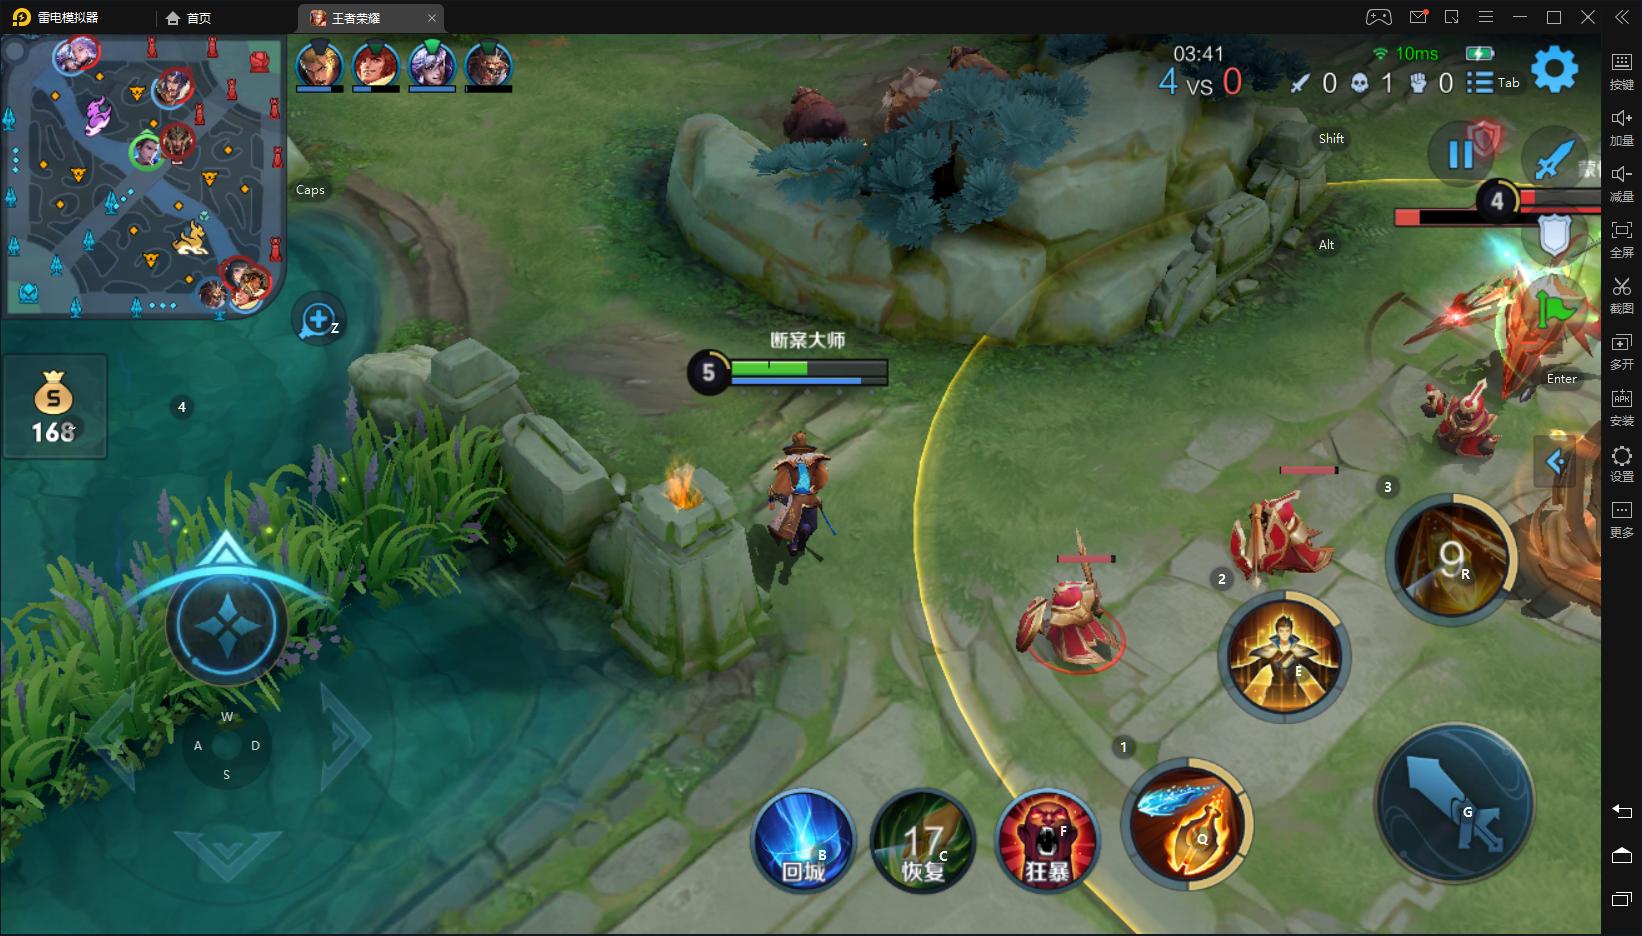 雷电模拟器
首页
王者荣耀
03:41
4 vs 0
10ms
0 1 0
Tab
按键
加量
减量
全屏
截图
多开
安装
设置
更多
APK
Shift
Caps
Alt
4
Z
168
4
断案大师
5
Enter
3
9
R
2
E
W
A D
S
1
G
B
回城
17
C
恢复
F
狂暴
Q